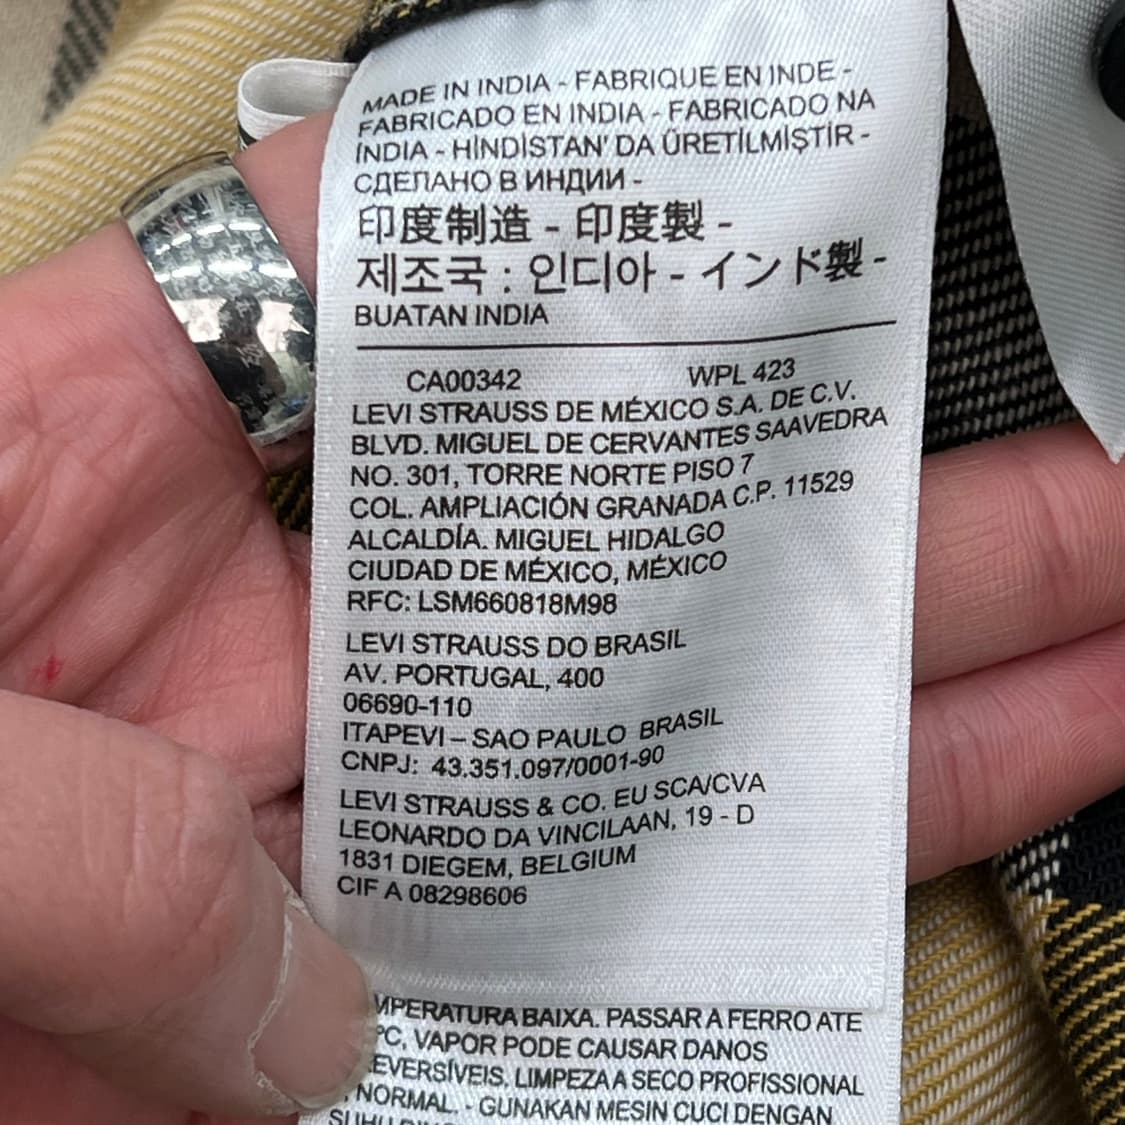 MADE IN INDIA - FABRIQUE EN INDE -
FABRICADO EN INDIA - FABRICADO NA
İNDIA - HİNDİSTAN' DA ÜRETİLMİŞTİR -
СДЕЛАНО В ИНДИИ -
印度制造 - 印度製 -
제조국 : 인디아 - インド製 -
BUATAN INDIA
CA00342 WPL 423
LEVI STRAUSS DE MÉXICO S.A. DE C.V.
BLVD. MIGUEL DE CERVANTES SAAVEDRA
NO. 301, TORRE NORTE PISO 7
COL. AMPLIACIÓN GRANADA C.P. 11529
ALCALDÍA. MIGUEL HIDALGO
CIUDAD DE MÉXICO, MÉXICO
RFC: LSM660818M98
LEVI STRAUSS DO BRASIL
AV. PORTUGAL, 400
06690-110
ITAPEVI – SAO PAULO BRASIL
CNPJ: 43.351.097/0001-90
LEVI STRAUSS & CO. EU SCA/CVA
LEONARDO DA VINCILAAN, 19 - D
1831 DIEGEM, BELGIUM
CIF A 08298606
MPERATURA BAIXA. PASSAR A FERRO ATE
°C. VAPOR PODE CAUSAR DANOS
EVERSÍVEIS. LIMPEZA A SECO PROFISSIONAL
NORMAL. - GUNAKAN MESIN CUCI DENGAN